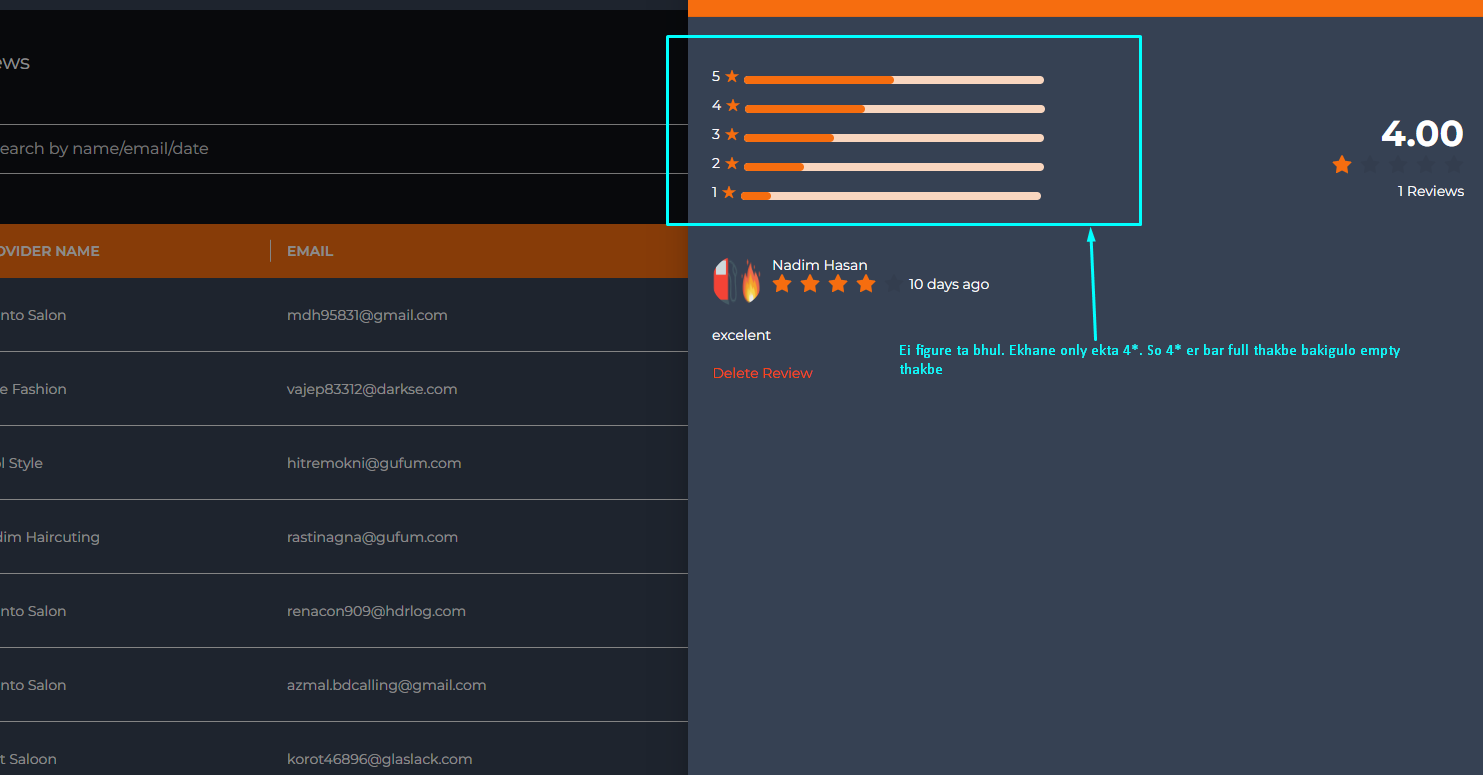 ews
earch by name/email/date
OVIDER NAME
EMAIL
nto Salon
mdh95831@gmail.com
e Fashion
vajep83312@darkse.com
l Style
hitremokni@gufum.com
dim Haircuting
rastinagna@gufum.com
nto Salon
renacon909@hdrlog.com
nto Salon
azmal.bdcalling@gmail.com
t Saloon
korot46896@glaslack.com
5 ★
4 ★
3 ★
2 ★
1 ★
4.00
1 Reviews
Nadim Hasan
10 days ago
excelent
Delete Review
Ei figure ta bhul. Ekhane only ekta 4*. So 4* er bar full thakbe bakigulo empty
thakbe